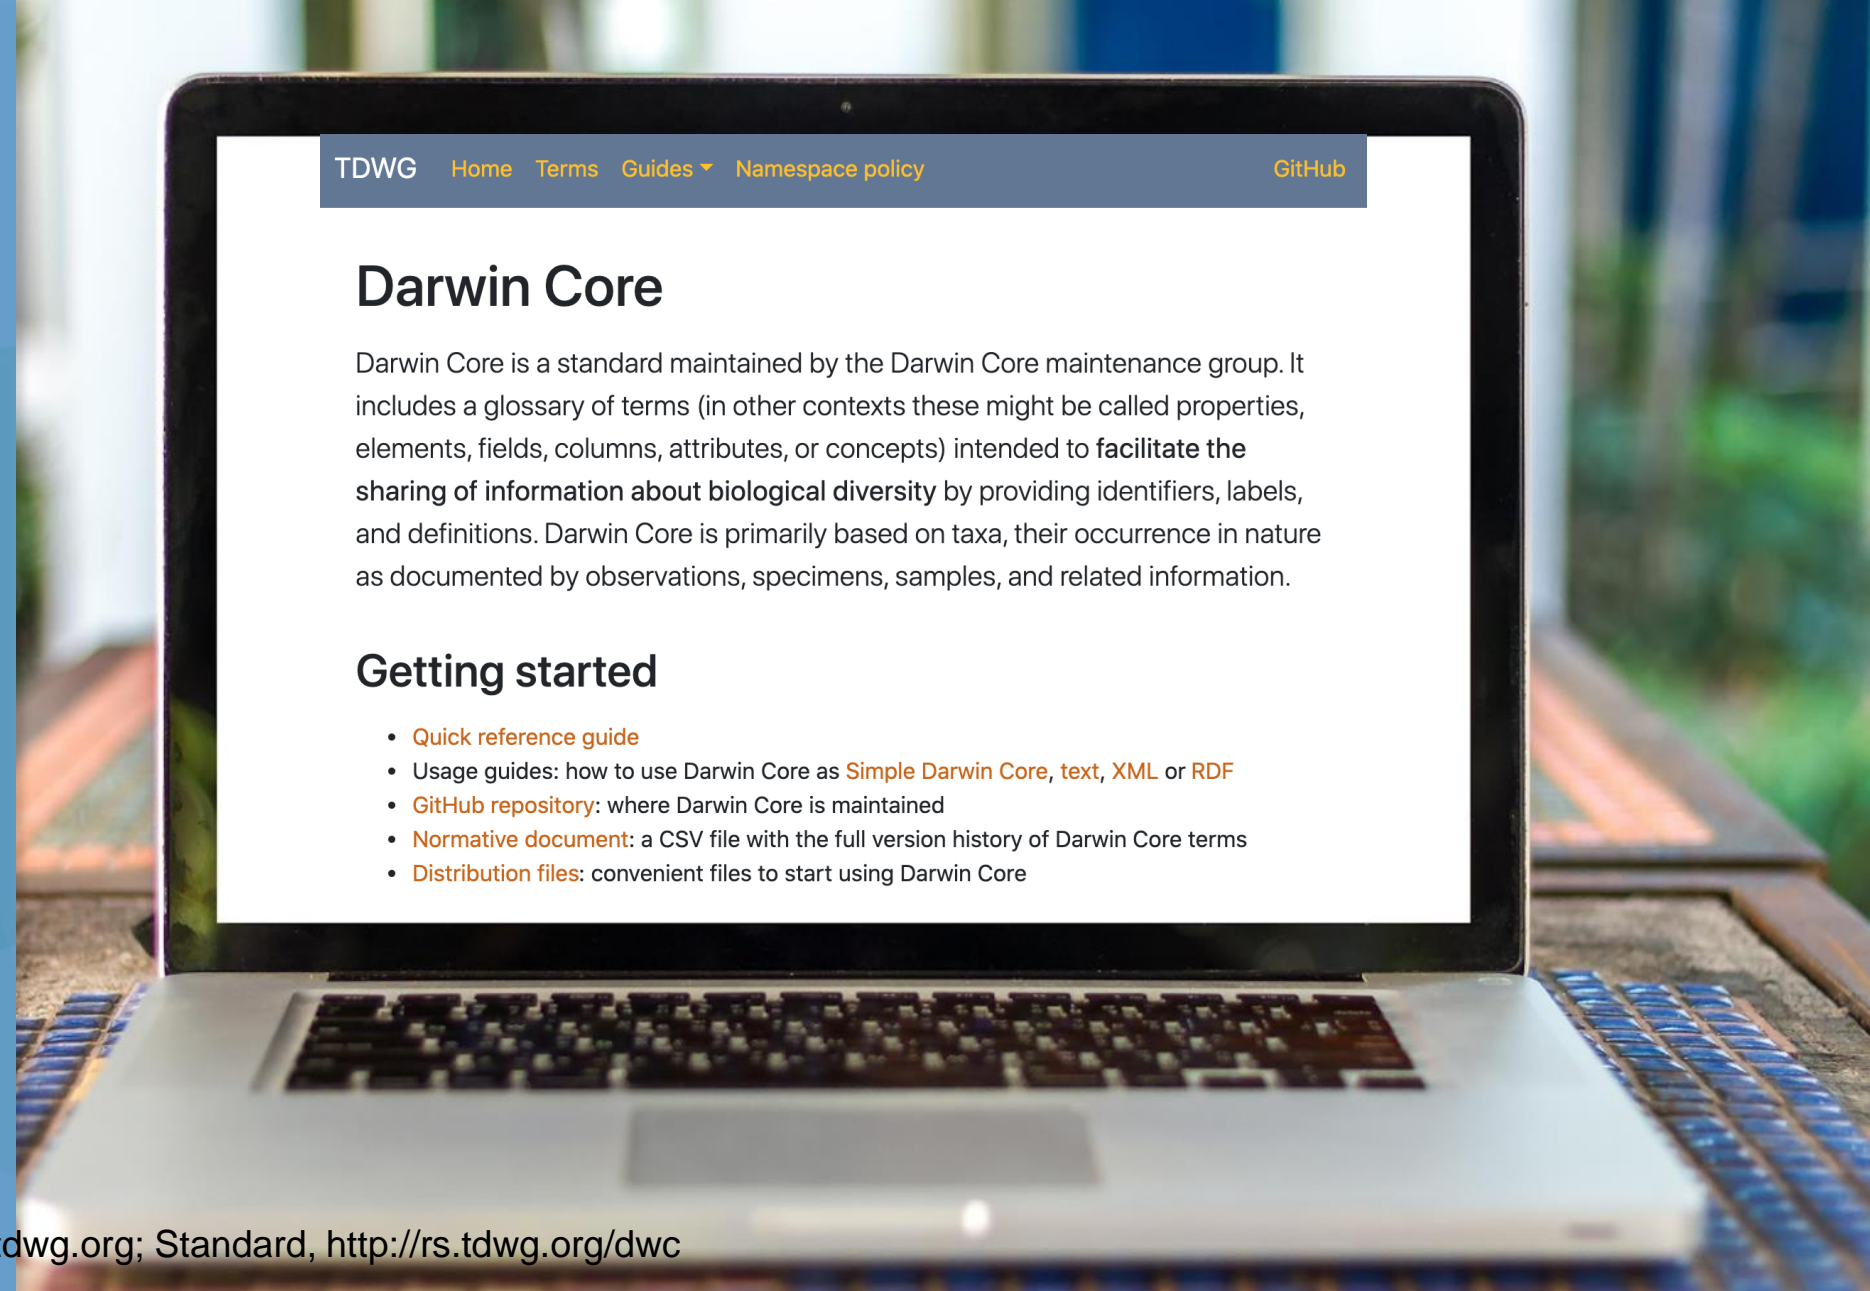 TDWG Home Terms Guides Namespace policy GitHub
Darwin Core
Darwin Core is a standard maintained by the Darwin Core maintenance group. It
includes a glossary of terms (in other contexts these might be called properties,
elements, fields, columns, attributes, or concepts) intended to facilitate the
sharing of information about biological diversity by providing identifiers, labels,
and definitions. Darwin Core is primarily based on taxa, their occurrence in nature
as documented by observations, specimens, samples, and related information.
Getting started
• Quick reference guide
• Usage guides: how to use Darwin Core as Simple Darwin Core, text, XML or RDF
• GitHub repository: where Darwin Core is maintained
• Normative document: a CSV file with the full version history of Darwin Core terms
• Distribution files: convenient files to start using Darwin Core
dwg.org; Standard, http://rs.tdwg.org/dwc